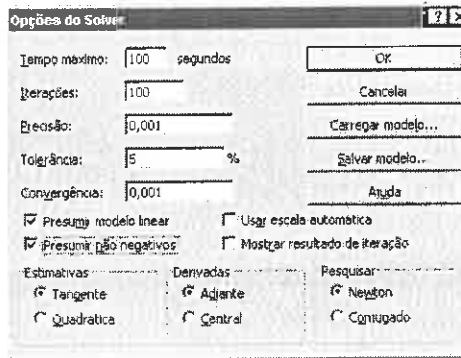 Opções do Solver
Tempo máximo: 100 segundos
OK
Iterações: 100
Cancelar
Precisão: 0,001
Carregar modelo...
Tolerância: 5 %
Salvar modelo...
Convergência: 0,001
Ajuda
Presumir modelo linear
Usar escala automática
Presumir não negativos
Mostrar resultado de iteração
Estimativas
Derivadas
Pesquisar
Tangente
Adiante
Newton
Quadrática
Central
Conjugado